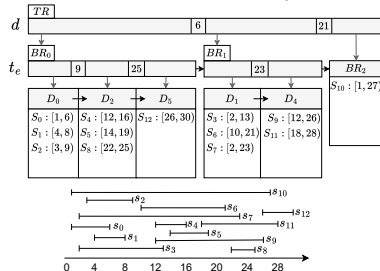 TR
d 6 21
BR0 BR1
te 9 25 23 BR2
D0 D2 D5 D1 D4 S10 : [1, 27)
S0 : [1, 6) S4 : [12, 16) S12 : [26, 30) S3 : [2, 13) S9 : [12, 26)
S1 : [4, 8) S5 : [14, 19) S6 : [10, 21) S11 : [18, 28)
S2 : [3, 9) S8 : [22, 25) S7 : [2, 23)
s10
s2
s6 s12
s7
s0 s4 s11
s1 s5
s9
s3 s8
0 4 8 12 16 20 24 28